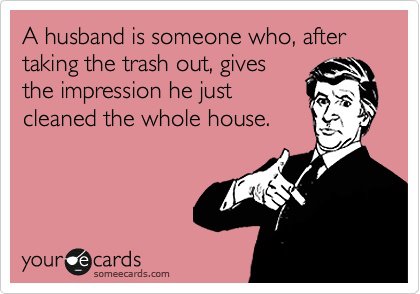 A husband is someone who, after
taking the trash out, gives
the impression he just
cleaned the whole house.
your e cards
someecards.com